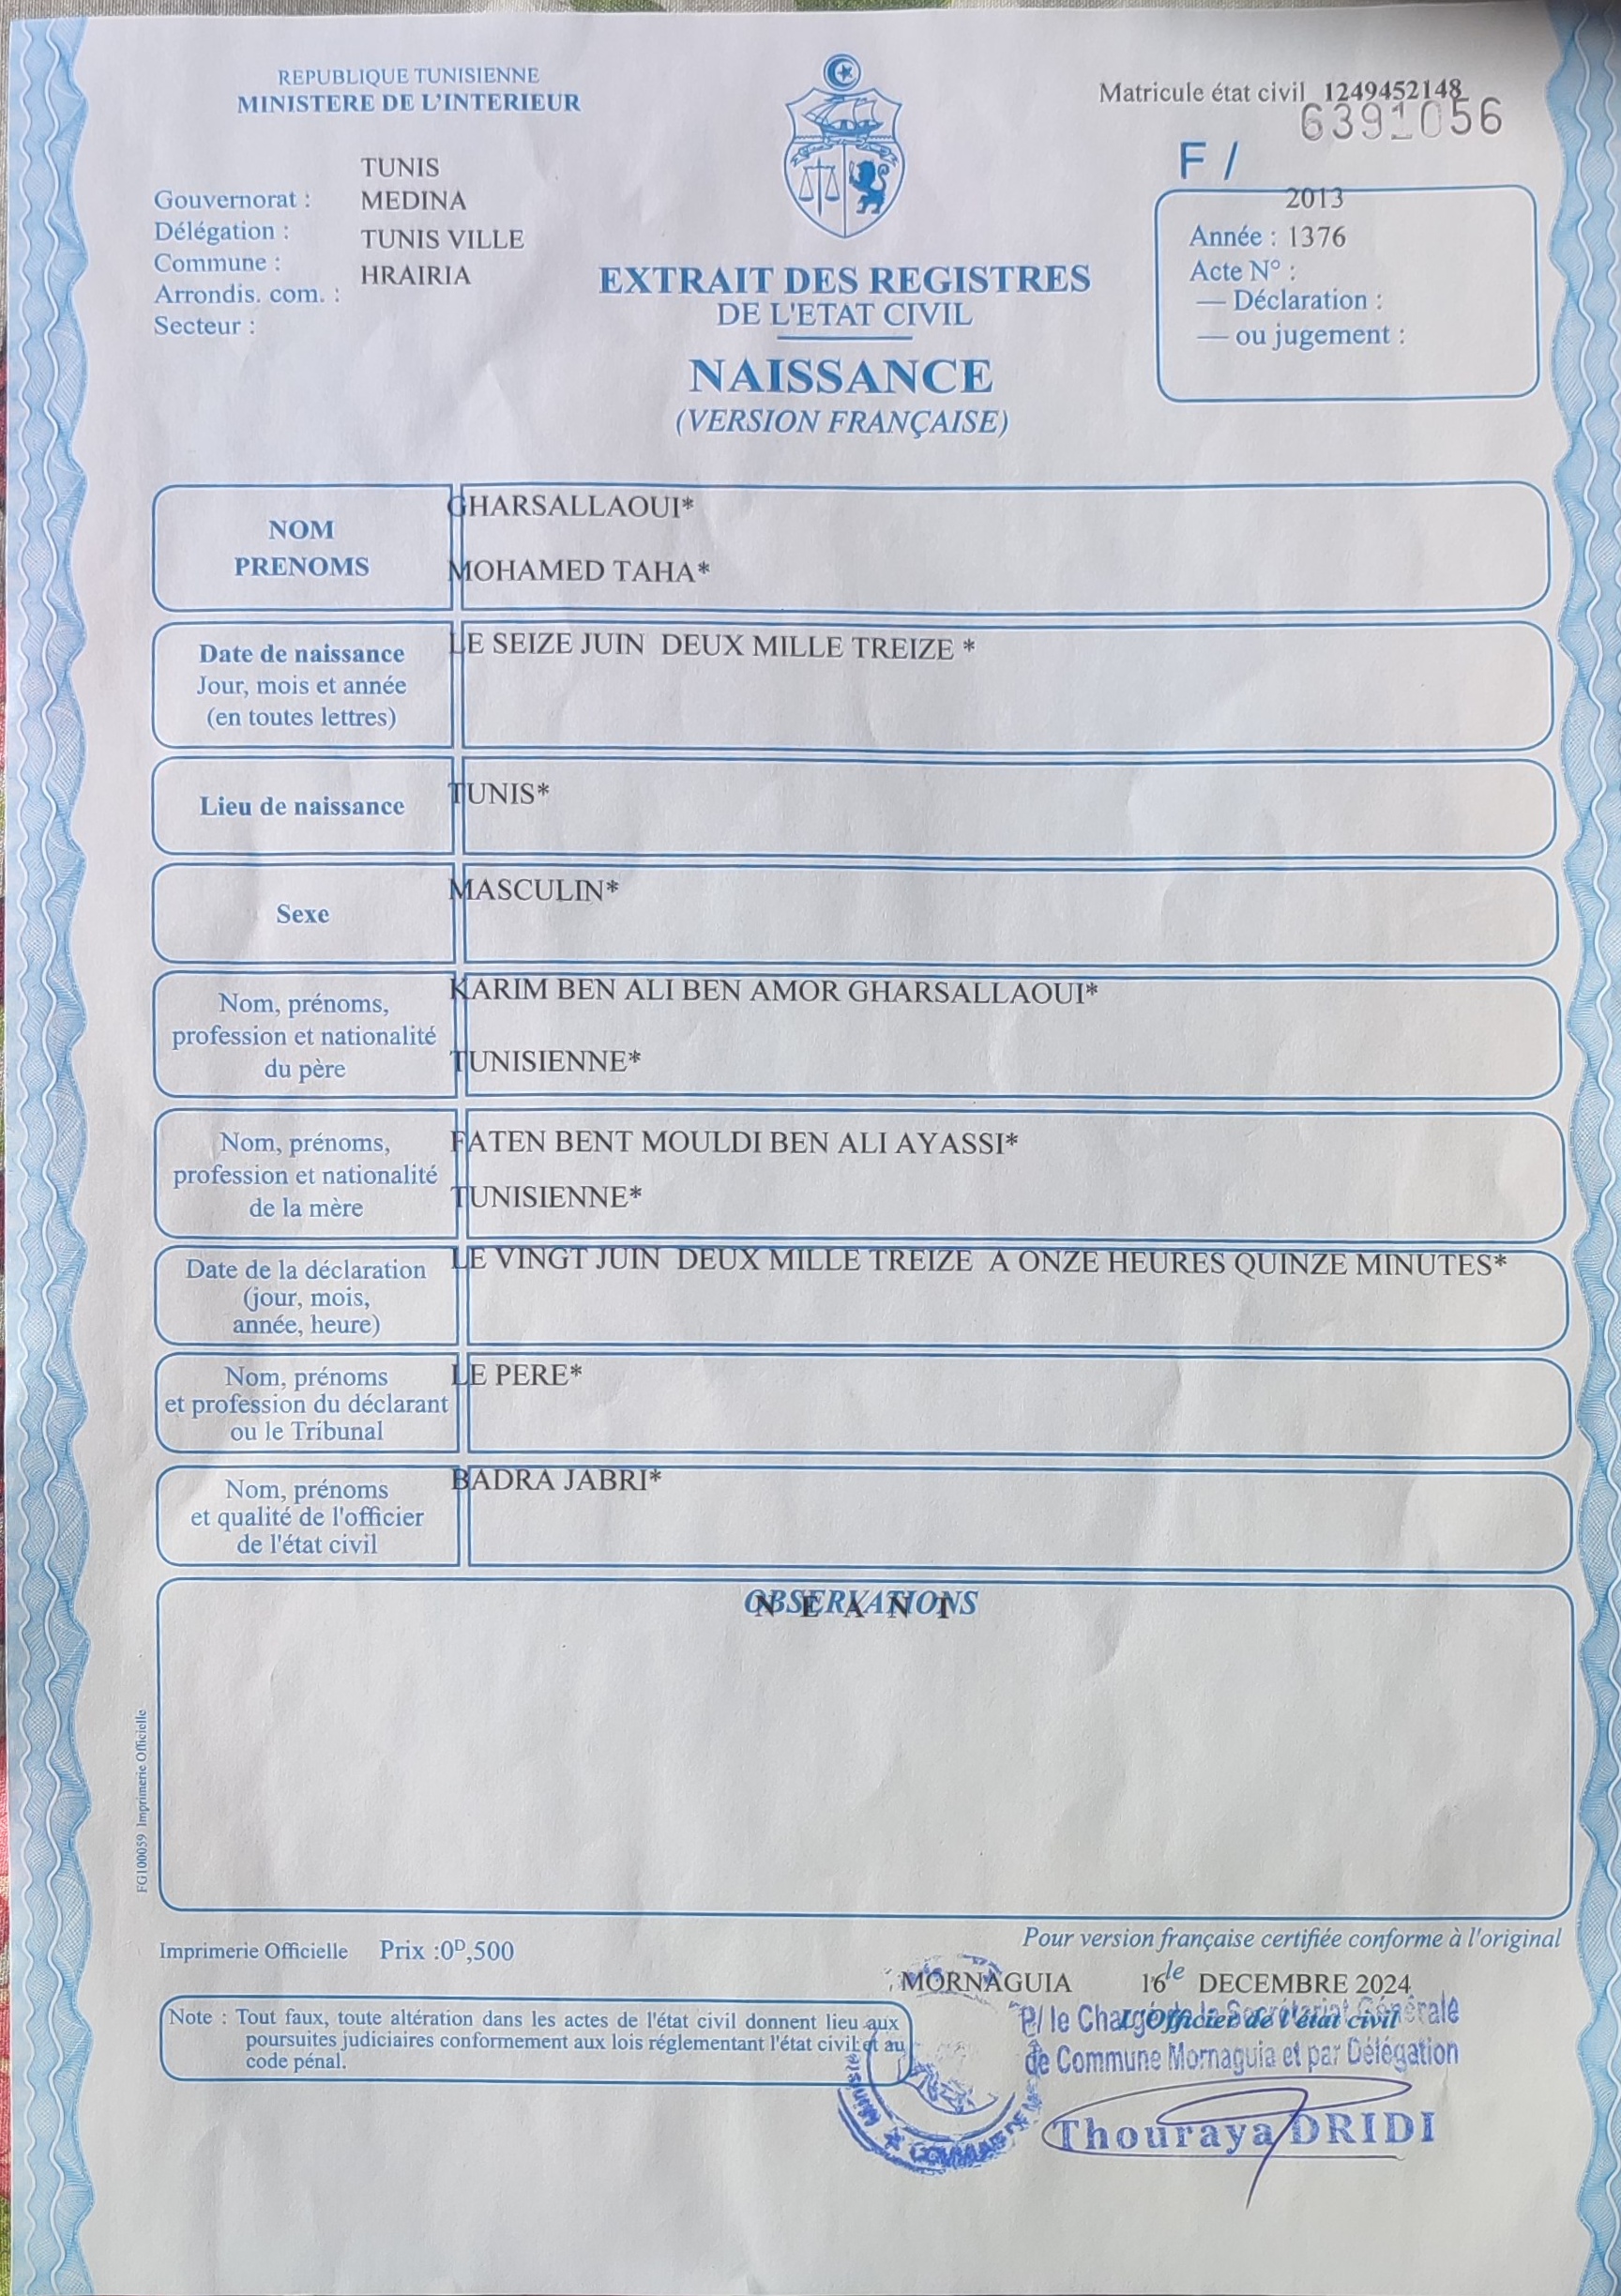 REPUBLIQUE TUNISIENNE
MINISTERE DE L'INTERIEUR
Matricule état civil 1249452148
6391056
F /
TUNIS
Gouvernorat : MEDINA
Délégation : TUNIS VILLE
Commune : HRAIRIA
Arrondis. com. :
Secteur :
2013
Année : 1376
Acte N° :
— Déclaration :
— ou jugement :
EXTRAIT DES REGISTRES
DE L'ETAT CIVIL
NAISSANCE
(VERSION FRANÇAISE)
NOM
PRENOMS
GHARSALLAOUI*
MOHAMED TAHA*
Date de naissance
Jour, mois et année
(en toutes lettres)
LE SEIZE JUIN DEUX MILLE TREIZE *
Lieu de naissance
TUNIS*
Sexe
MASCULIN*
Nom, prénoms,
profession et nationalité
du père
KARIM BEN ALI BEN AMOR GHARSALLAOUI*
TUNISIENNE*
Nom, prénoms,
profession et nationalité
de la mère
FATEN BENT MOULDI BEN ALI AYASSI*
TUNISIENNE*
Date de la déclaration
(jour, mois,
année, heure)
LE VINGT JUIN DEUX MILLE TREIZE A ONZE HEURES QUINZE MINUTES*
Nom, prénoms
et profession du déclarant
ou le Tribunal
LE PERE*
Nom, prénoms
et qualité de l'officier
de l'état civil
BADRA JABRI*
OBSERVATIONS
N E A N T
FG100059 Imprimerie Officielle
Imprimerie Officielle Prix :0ᴰ,500
Pour version française certifiée conforme à l'original
MORNAGUIA 16 le DECEMBRE 2024
L'Officier de l'état civil
P/ le Chargé de la Secrétariat Générale
de Commune Mornaguia et par Délégation
Thouraya DRIDI
Note : Tout faux, toute altération dans les actes de l'état civil donnent lieu aux
poursuites judiciaires conformement aux lois réglementant l'état civil et au
code pénal.
COMMUNE DE